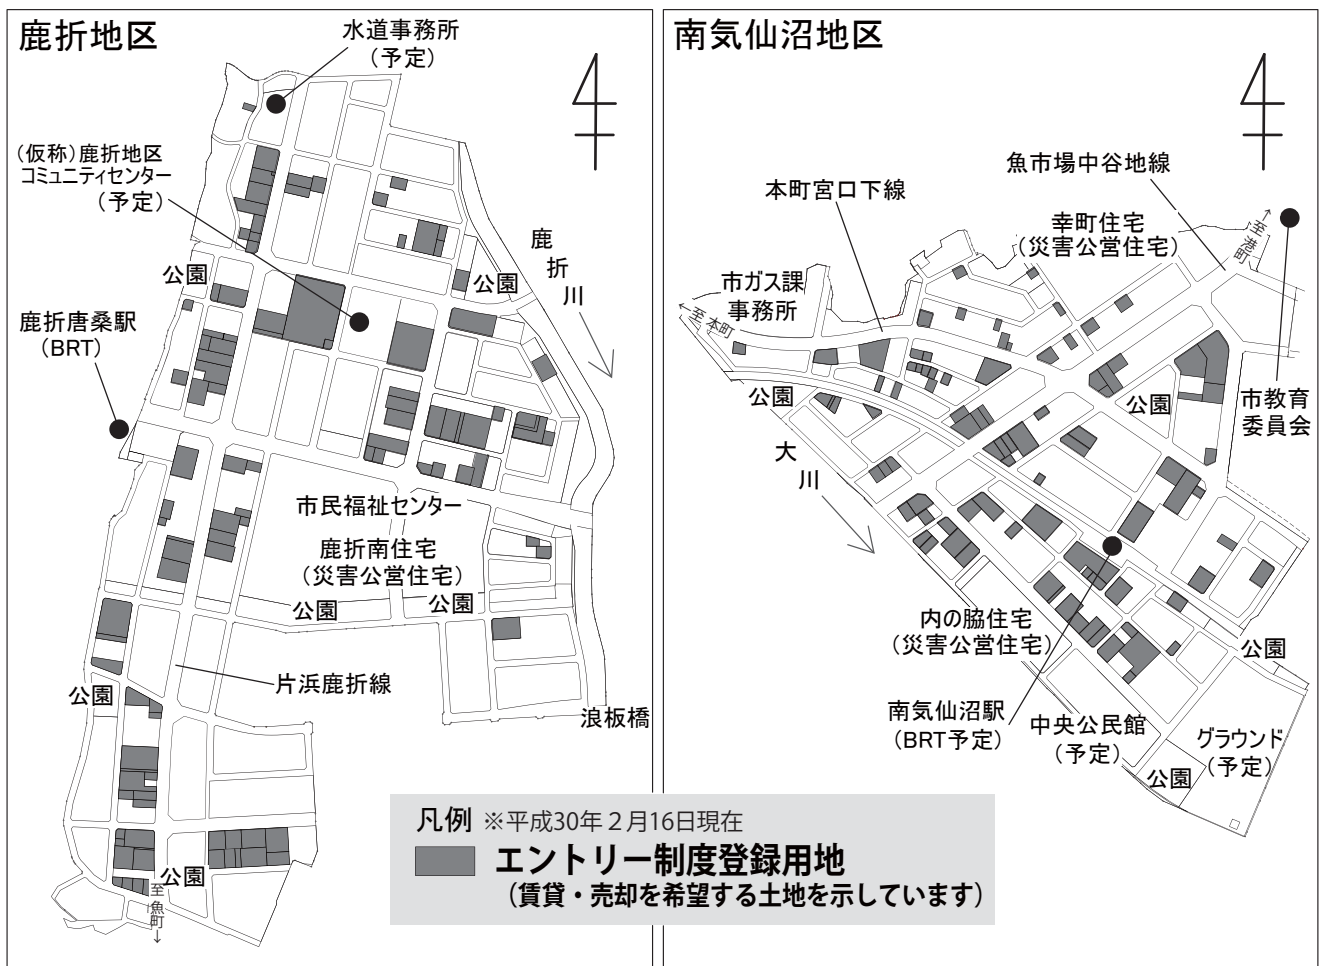 鹿折地区
水道事務所
（予定）
（仮称）鹿折地区
コミュニティセンター
（予定）
鹿
折
川
公園
公園
鹿折唐桑駅
（BRT）
市民福祉センター
鹿折南住宅
（災害公営住宅）
公園
公園
片浜鹿折線
公園
浪板橋
公園
至魚町
南気仙沼地区
魚市場中谷地線
本町宮口下線
幸町住宅
（災害公営住宅）
至港町
市ガス課
事務所
至本町
公園
公園
市教育
委員会
大
川
内の脇住宅
（災害公営住宅）
公園
南気仙沼駅
（BRT予定）
中央公民館
（予定）
グラウンド
（予定）
公園
凡例 ※平成30年２月16日現在
エントリー制度登録用地
（賃貸・売却を希望する土地を示しています）